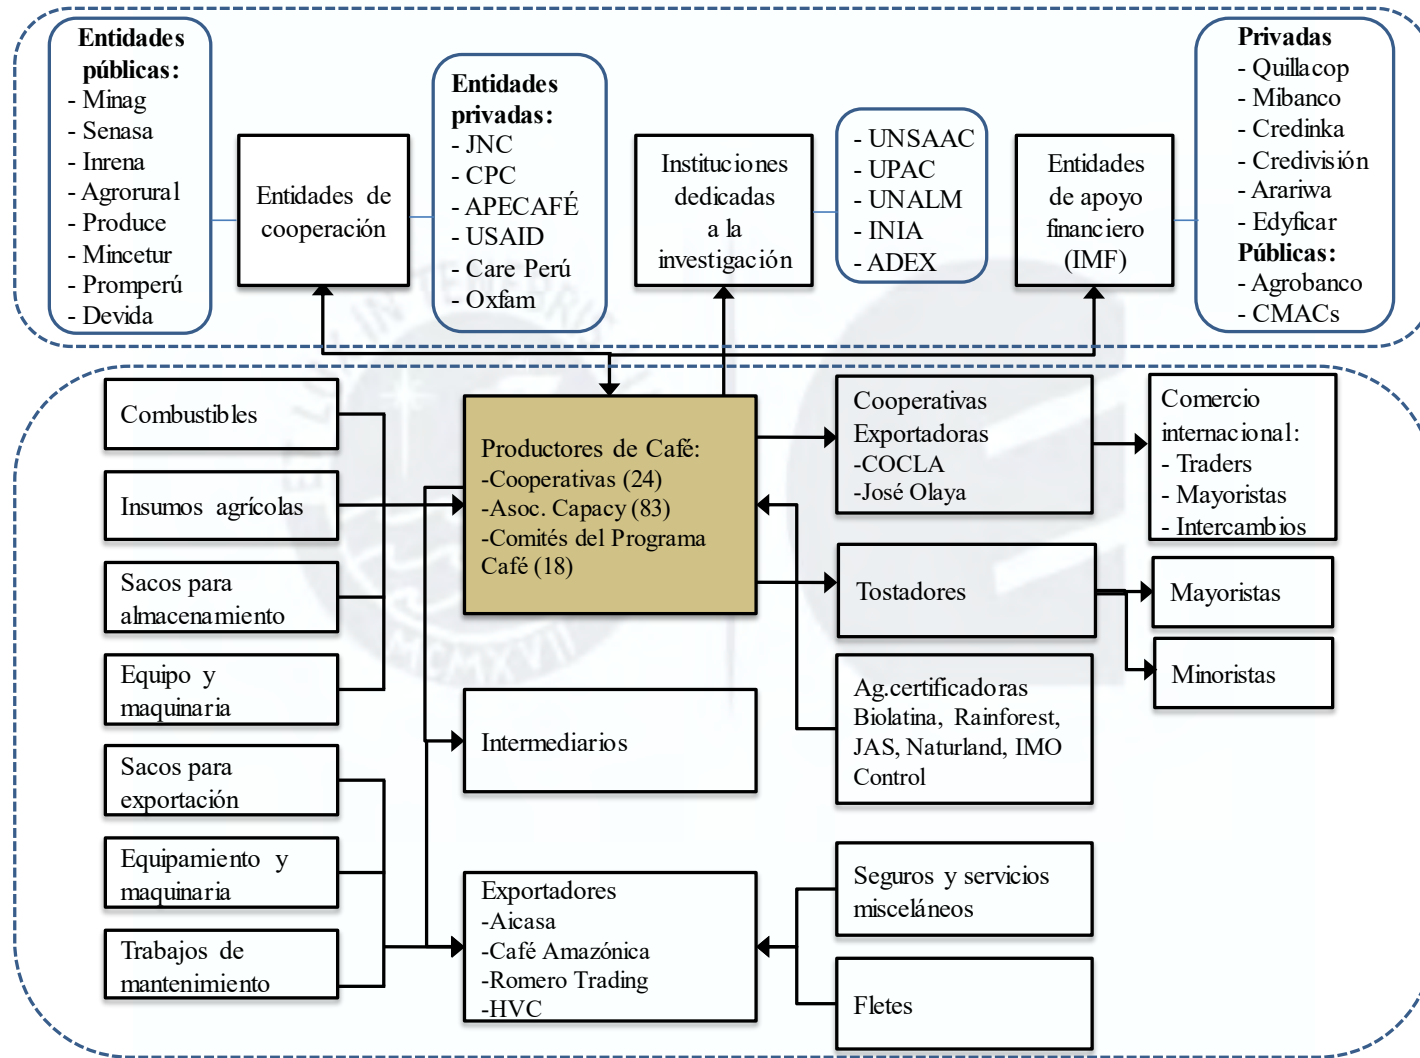 Entidades
públicas:
- Minag
- Senasa
- Inrena
- Agrorural
- Produce
- Mincetur
- Promperú
- Devida
Entidades de
cooperación
Entidades
privadas:
- JNC
- CPC
- APECAFÉ
- USAID
- Care Perú
- Oxfam
Instituciones
dedicadas
a la
investigación
- UNSAAC
- UPAC
- UNALM
- INIA
- ADEX
Entidades
de apoyo
financiero
(IMF)
Privadas
- Quillacop
- Mibanco
- Credinka
- Credivisión
- Arariwa
- Edyficar
Públicas:
- Agrobanco
- CMACs
Combustibles
Insumos agrícolas
Sacos para
almacenamiento
Equipo y
maquinaria
Sacos para
exportación
Equipamiento y
maquinaria
Trabajos de
mantenimiento
Productores de Café:
-Cooperativas (24)
-Asoc. Capacy (83)
-Comités del Programa
Café (18)
Intermediarios
Exportadores
-Aicasa
-Café Amazónica
-Romero Trading
-HVC
Cooperativas
Exportadoras
-COCLA
-José Olaya
Tostadores
Ag.certificadoras
Biolatina, Rainforest,
JAS, Naturland, IMO
Control
Seguros y servicios
misceláneos
Fletes
Comercio
internacional:
- Traders
- Mayoristas
- Intercambios
Mayoristas
Minoristas
MCMXVII